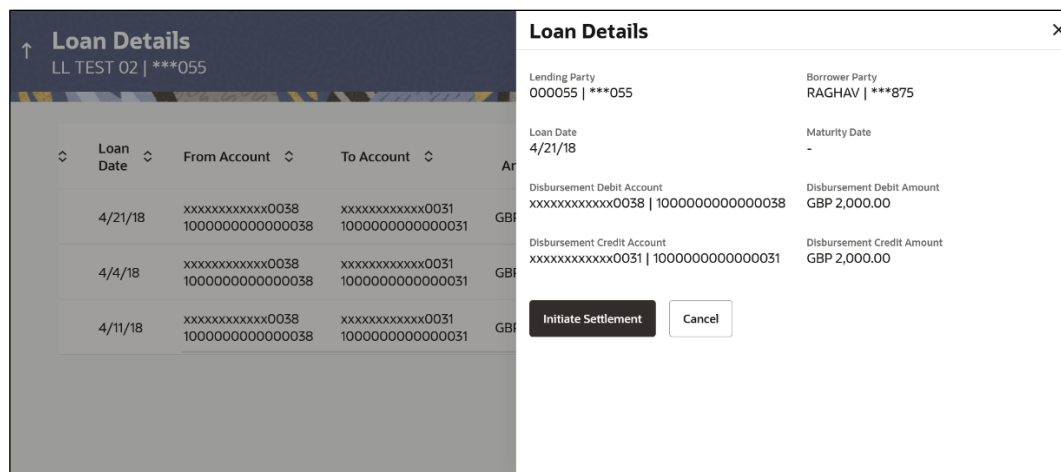 Loan Details
LL TEST 02 | ***055
Loan Date
From Account
To Account
Ar
4/21/18
xxxxxxxxxxxx0038
1000000000000038
xxxxxxxxxxxx0031
1000000000000031
GBP
4/4/18
xxxxxxxxxxxx0038
1000000000000038
xxxxxxxxxxxx0031
1000000000000031
GBP
4/11/18
xxxxxxxxxxxx0038
1000000000000038
xxxxxxxxxxxx0031
1000000000000031
GBP
Loan Details
Lending Party
000055 | ***055
Borrower Party
RAGHAV | ***875
Loan Date
4/21/18
Maturity Date
-
Disbursement Debit Account
xxxxxxxxxxxx0038 | 1000000000000038
Disbursement Debit Amount
GBP 2,000.00
Disbursement Credit Account
xxxxxxxxxxxx0031 | 1000000000000031
Disbursement Credit Amount
GBP 2,000.00
Initiate Settlement
Cancel